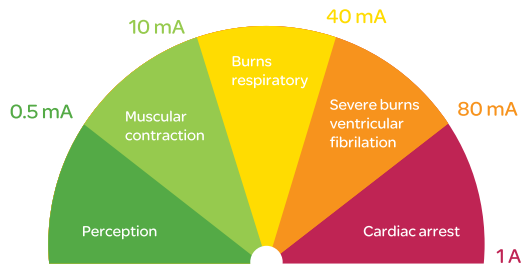 40 mA
10 mA
Burns
respiratory
0.5 mA
Muscular
contraction
Severe burns
ventricular
fibrilation
80 mA
Perception
Cardiac arrest
1 A